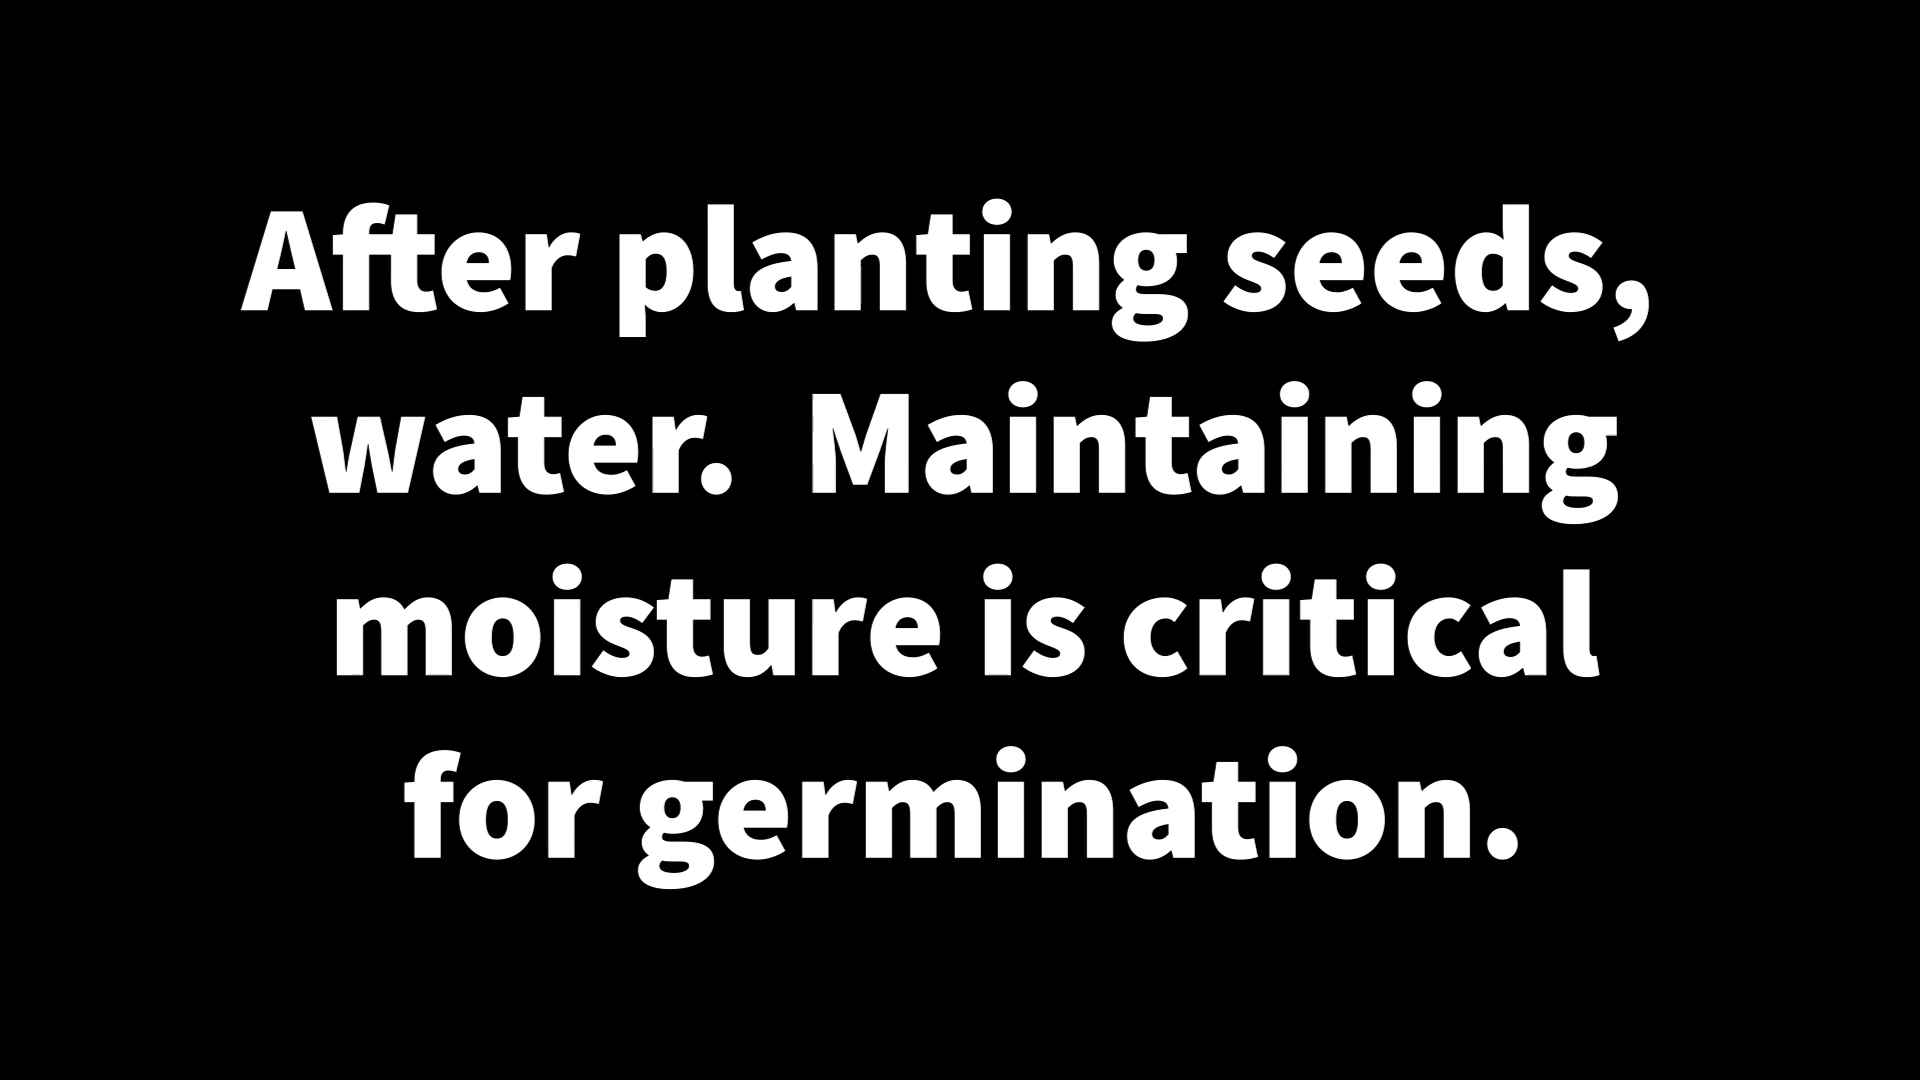 After planting seeds,
water.  Maintaining
moisture is critical
for germination.